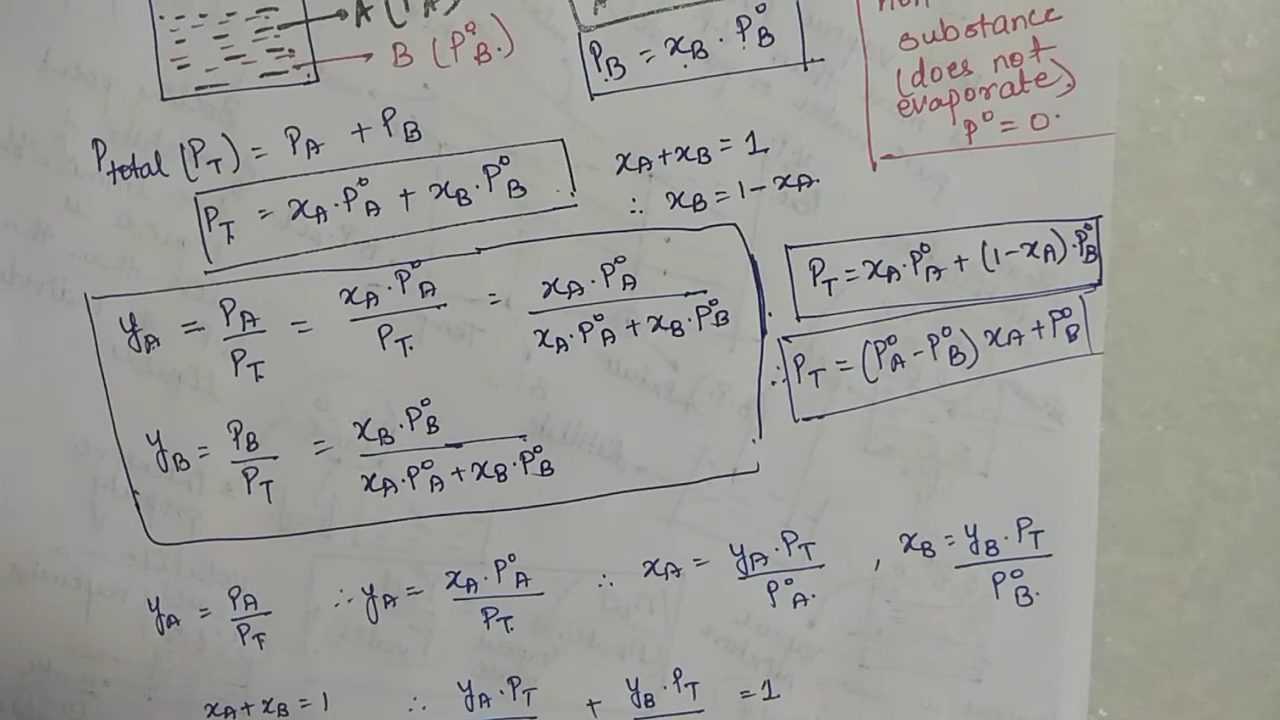 A
B (P°B.)
PB = xB · P°B
substance
(does not
evaporate)
P° = 0.
Ptotal (PT) = PA + PB
PT = xA · P°A + xB · P°B
xA + xB = 1
∴ xB = 1 - xA.
yA = PA/PT = xA · P°A/PT = xA · P°A/xA · P°A + xB · P°B
∴ PT = xA · P°A + (1 - xA) · P°B
∴ PT = (P°A - P°B) xA + P°B
yB = PB/PT = xB · P°B/xA · P°A + xB · P°B
yA = PA/PT ∴ yA = xA · P°A/PT ∴ xA = yA · PT/P°A. , xB = yB · PT/P°B.
xA + xB = 1 ∴ yA · PT + yB · PT = 1